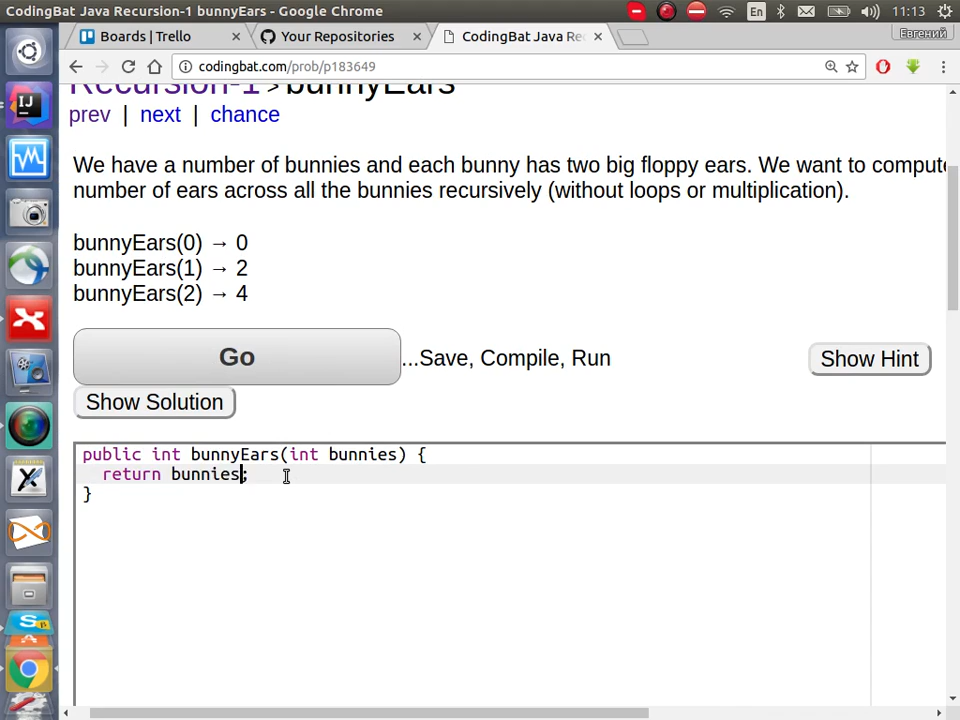 CodingBat Java Recursion-1 bunnyEars - Google Chrome
En
11:13
Boards | Trello
Your Repositories
CodingBat Java Re
Евгений
codingbat.com/prob/p183649
Recursion-1 > bunnyEars
prev | next | chance
We have a number of bunnies and each bunny has two big floppy ears. We want to compute
number of ears across all the bunnies recursively (without loops or multiplication).
bunnyEars(0) → 0
bunnyEars(1) → 2
bunnyEars(2) → 4
Go
...Save, Compile, Run
Show Hint
Show Solution
public int bunnyEars(int bunnies) {
return bunnies;
}